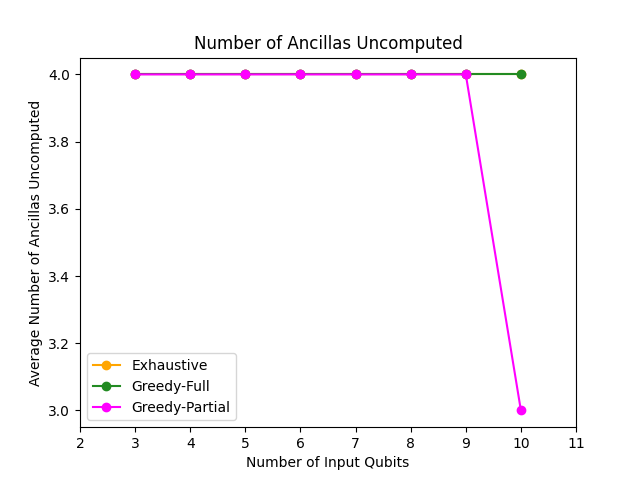 Number of Ancillas Uncomputed
Average Number of Ancillas Uncomputed
4.0
3.8
3.6
3.4
3.2
3.0
Exhaustive
Greedy-Full
Greedy-Partial
2 3 4 5 6 7 8 9 10 11
Number of Input Qubits